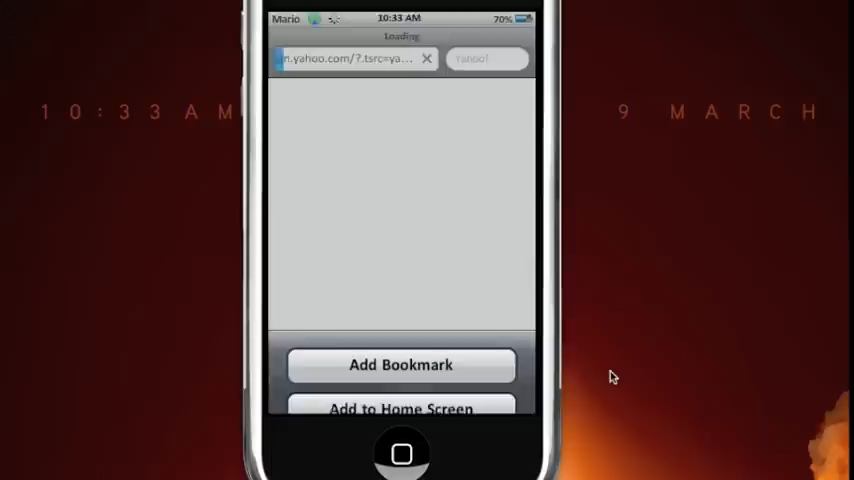 Mario 10:33 AM 70%
Loading
n.yahoo.com/?.tsrc=ya... Yahoo!
10:33 AM 9 MARCH
Add Bookmark
Add to Home Screen